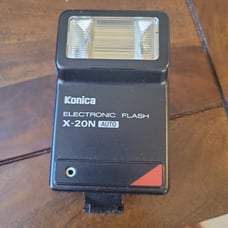 Konica
ELECTRONIC FLASH
X-20N AUTO